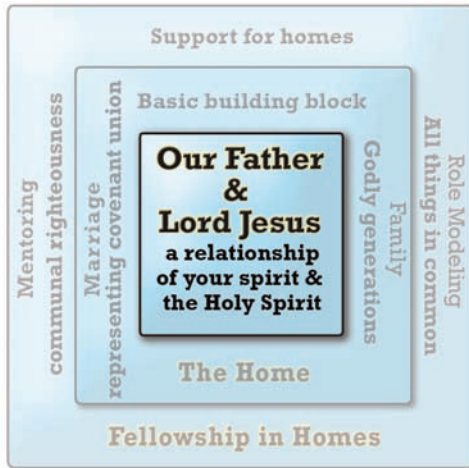 Support for homes
Mentoring
communal righteousness
Role Modeling
All things in common
Basic building block
Marriage
representing covenant union
Family
Godly generations
Our Father
&
Lord Jesus
a relationship
of your spirit &
the Holy Spirit
The Home
Fellowship in Homes